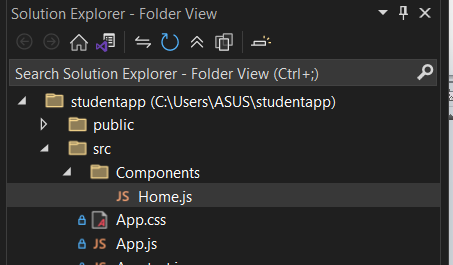 Solution Explorer - Folder View
Search Solution Explorer - Folder View (Ctrl+;)
studentapp (C:\Users\ASUS\studentapp)
public
src
Components
JS Home.js
App.css
JS App.js